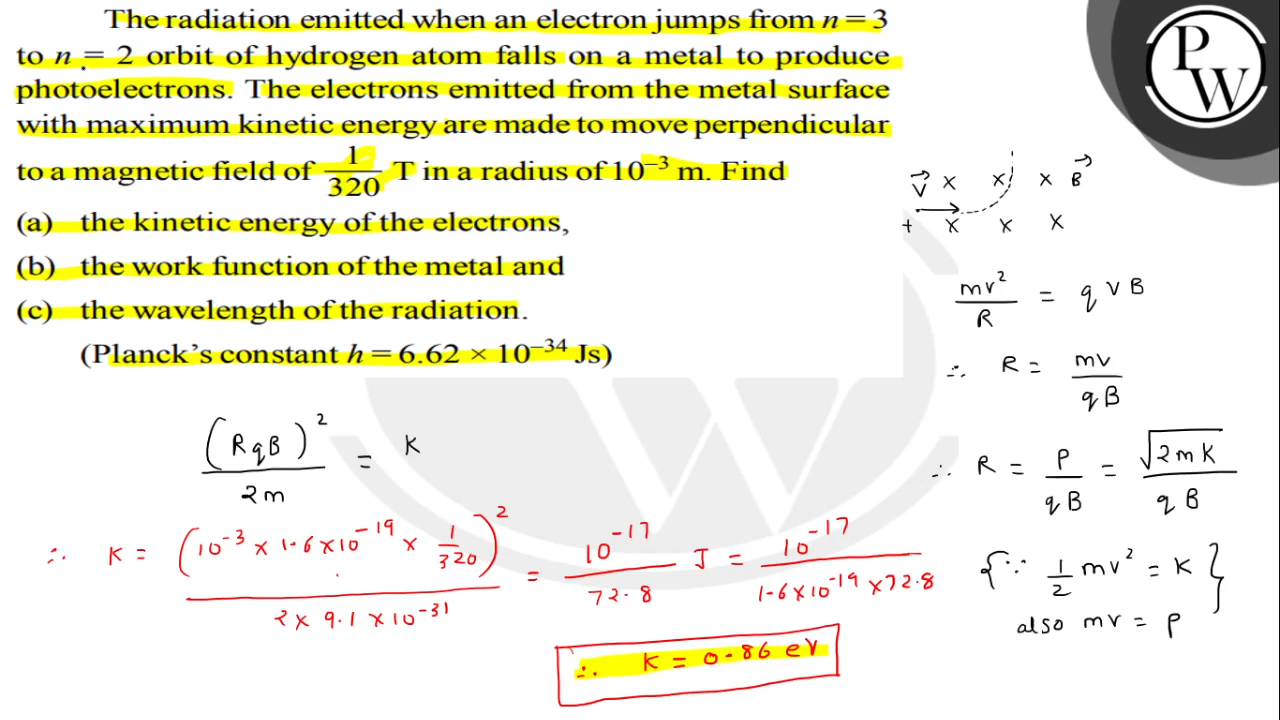 The radiation emitted when an electron jumps from n = 3
to n = 2 orbit of hydrogen atom falls on a metal to produce
photoelectrons. The electrons emitted from the metal surface
with maximum kinetic energy are made to move perpendicular
to a magnetic field of 1/320 T in a radius of 10⁻³ m. Find
(a) the kinetic energy of the electrons,
(b) the work function of the metal and
(c) the wavelength of the radiation.
(Planck's constant h = 6.62 × 10⁻³⁴ Js)
(RqB)²/2m = K
∴ K = (10⁻³ × 1.6 × 10⁻¹⁹ × 1/320)²/2 × 9.1 × 10⁻³¹ = 10⁻¹⁷/72.8 J = 10⁻¹⁷/1.6 × 10⁻¹⁹ × 72.8
∴ K = 0.86 eV
PW
V⃗ × × × B⃗
+ × × ×
mv²/R = qVB
∴ R = mv/qB
∴ R = P/qB = √2mK/qB
{∵ 1/2 mv² = K
also mv = P}